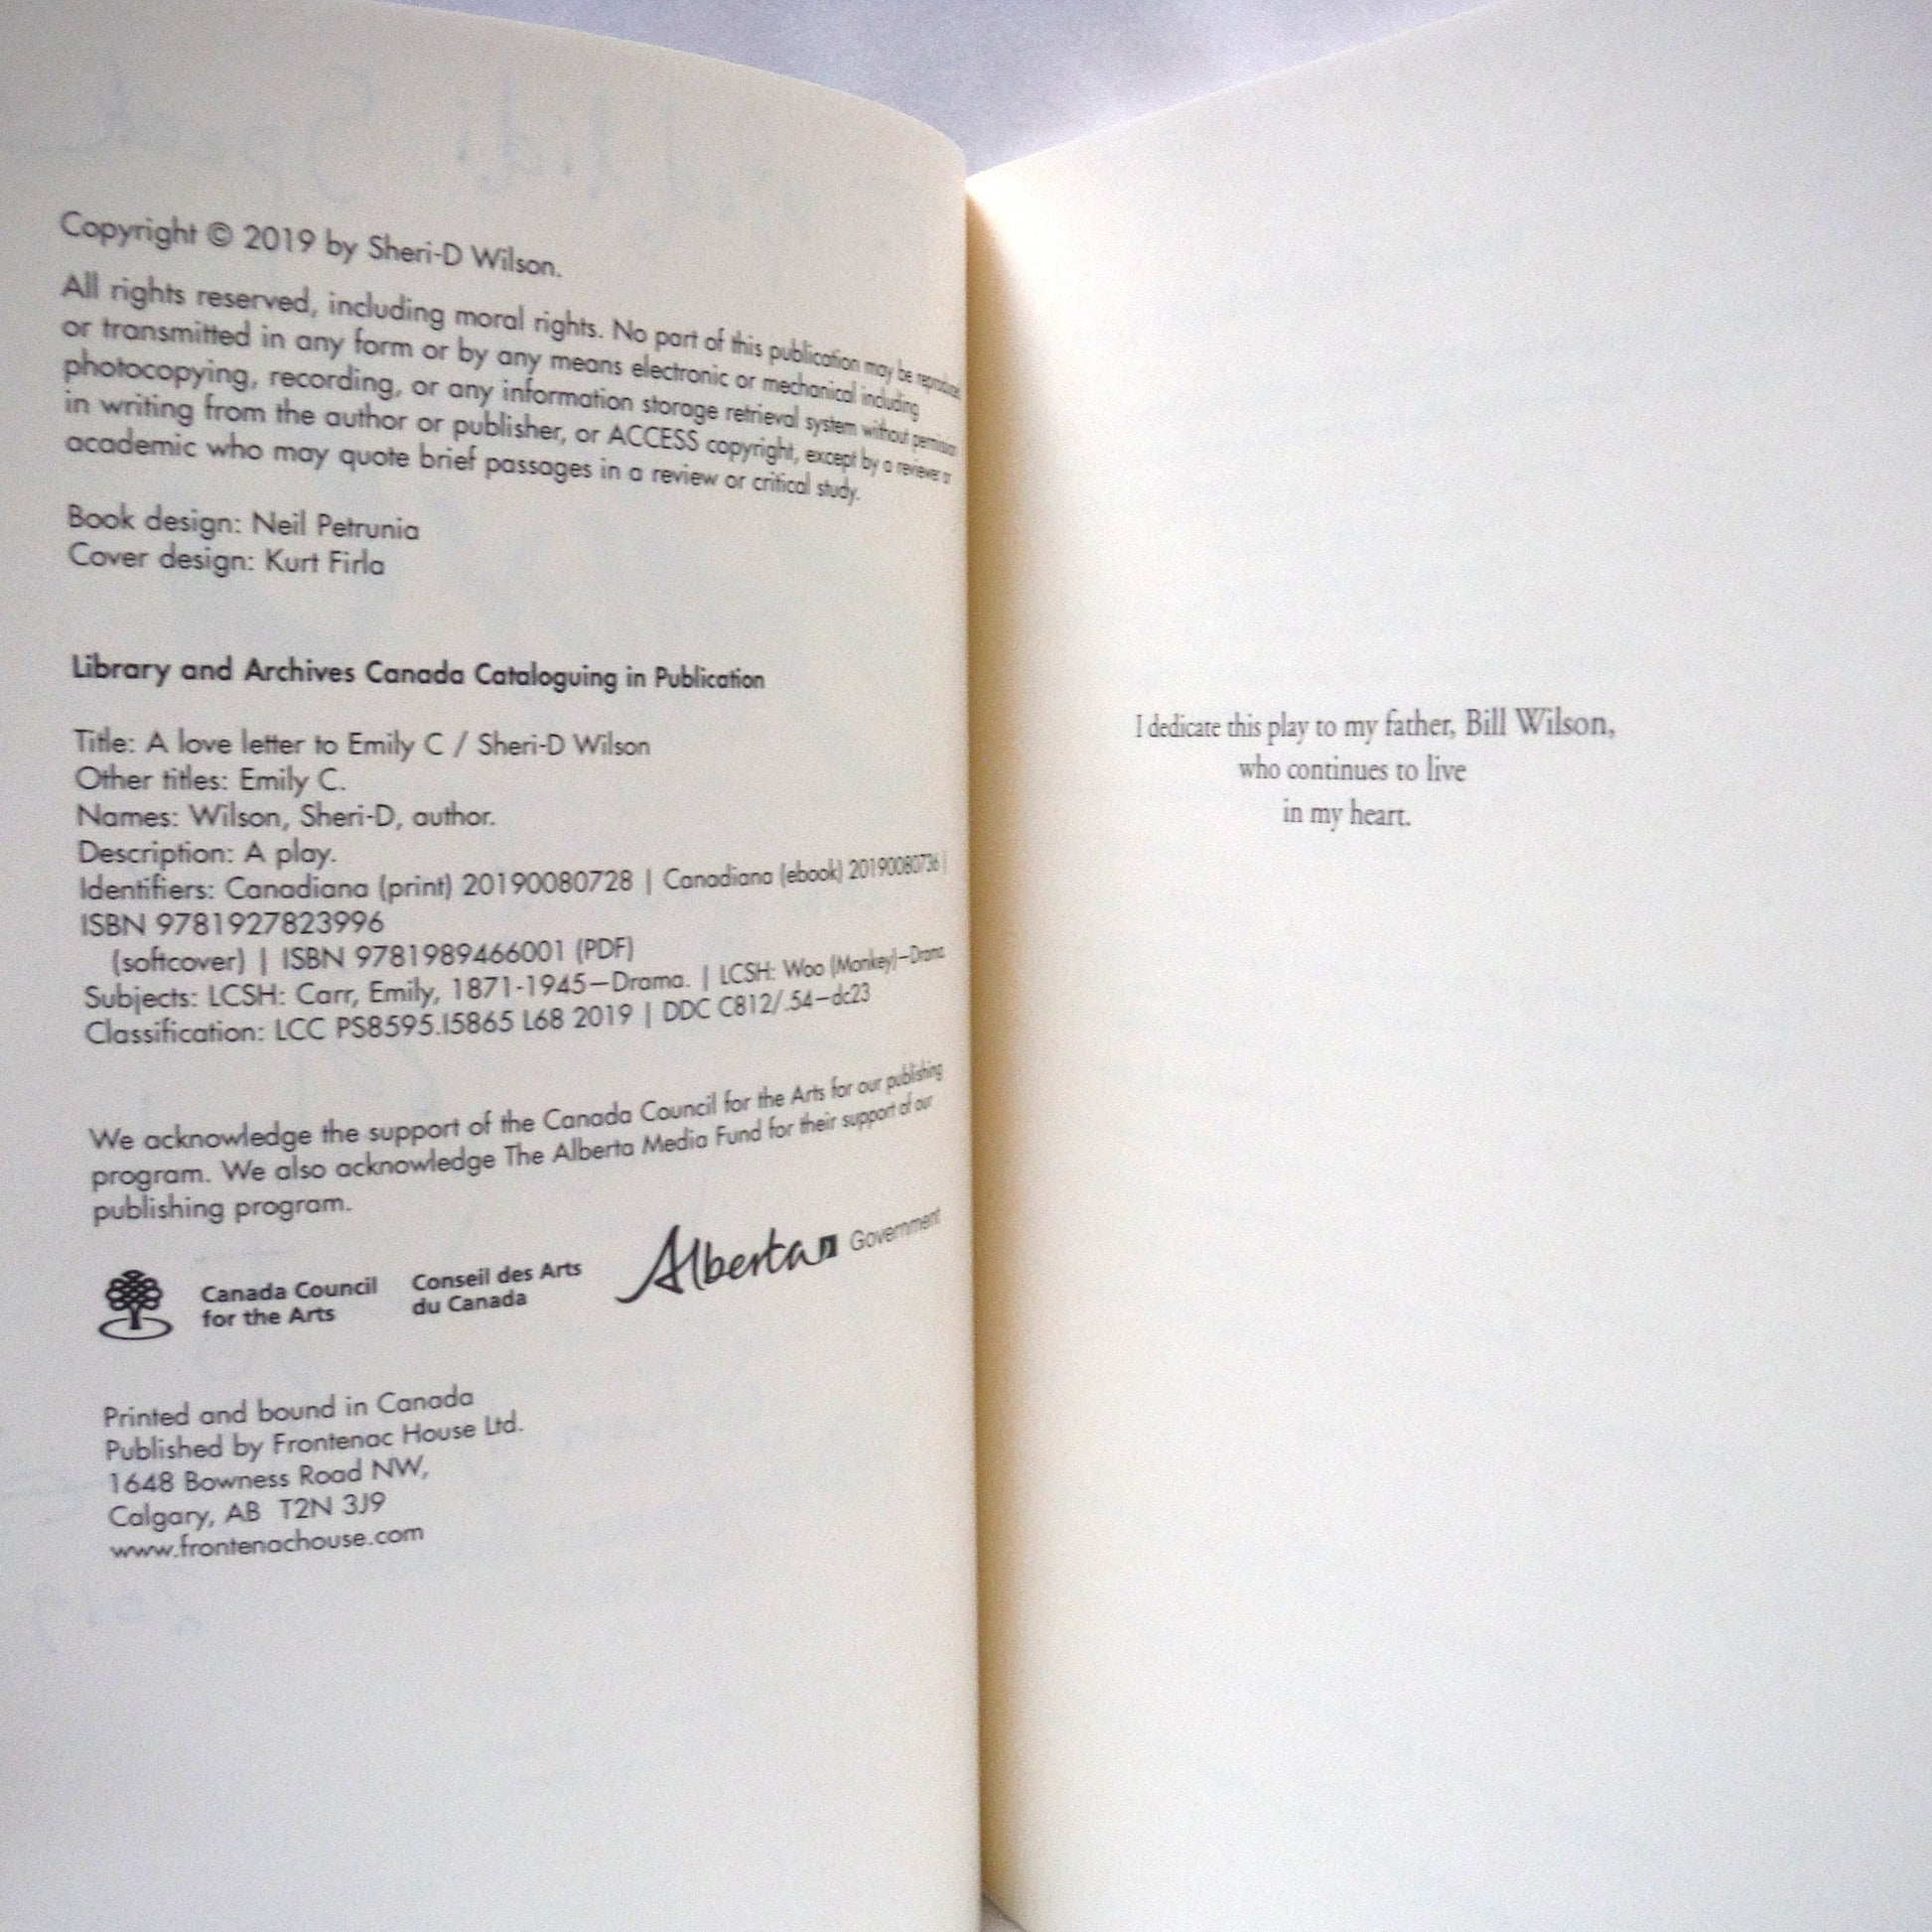 Copyright © 2019 by Sheri-D Wilson.
All rights reserved, including moral rights. No part of this publication may be reproduced
or transmitted in any form or by any means electronic or mechanical including
photocopying, recording, or any information storage retrieval system without permission
in writing from the author or publisher, or ACCESS copyright, except by a reviewer or
academic who may quote brief passages in a review or critical study.
Book design: Neil Petrunia
Cover design: Kurt Firla
Library and Archives Canada Cataloguing in Publication
Title: A love letter to Emily C / Sheri-D Wilson
Other titles: Emily C.
Names: Wilson, Sheri-D, author.
Description: A play.
Identifiers: Canadiana (print) 20190080728 | Canadiana (ebook) 20190080736 |
ISBN 9781927823996
(softcover) | ISBN 9781989466001 (PDF)
Subjects: LCSH: Carr, Emily, 1871-1945—Drama. | LCSH: Woo (Monkey)—Drama.
Classification: LCC PS8595.I5865 L68 2019 | DDC C812/.54—dc23
We acknowledge the support of the Canada Council for the Arts for our publishing
program. We also acknowledge The Alberta Media Fund for their support of our
publishing program.
Canada Council
for the Arts
Conseil des Arts
du Canada
Alberta Government
Printed and bound in Canada
Published by Frontenac House Ltd.
1648 Bowness Road NW,
Calgary, AB T2N 3J9
www.frontenachouse.com
I dedicate this play to my father, Bill Wilson,
who continues to live
in my heart.